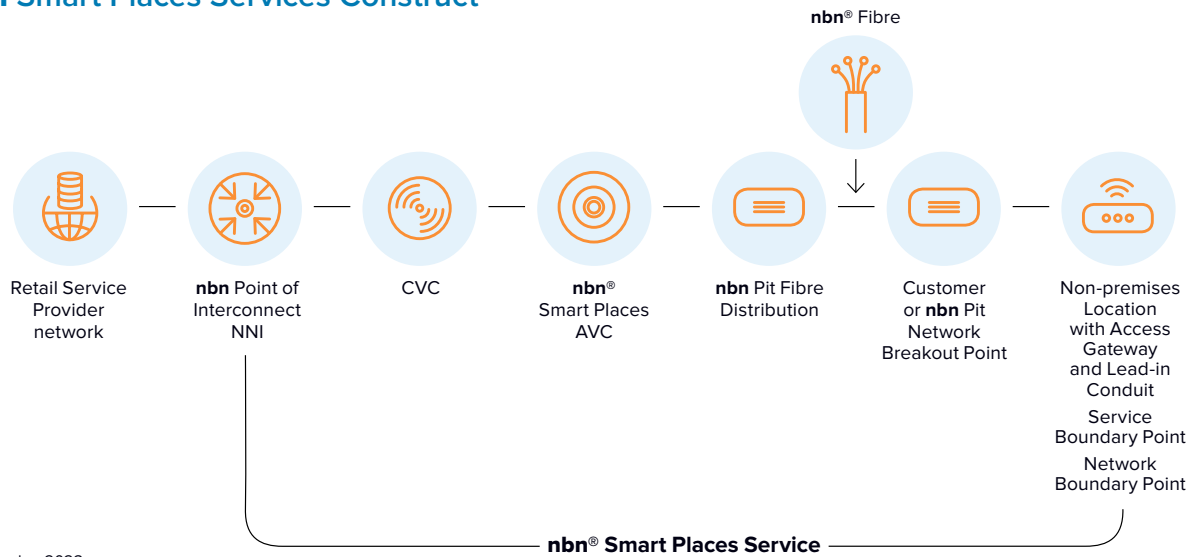 Smart Places Services Construct
nbn® Fibre
Retail Service
Provider
network
nbn Point of
Interconnect
NNI
CVC
nbn®
Smart Places
AVC
nbn Pit Fibre
Distribution
Customer
or nbn Pit
Network
Breakout Point
Non-premises
Location
with Access
Gateway
and Lead-in
Conduit
Service
Boundary Point
Network
Boundary Point
nbn® Smart Places Service